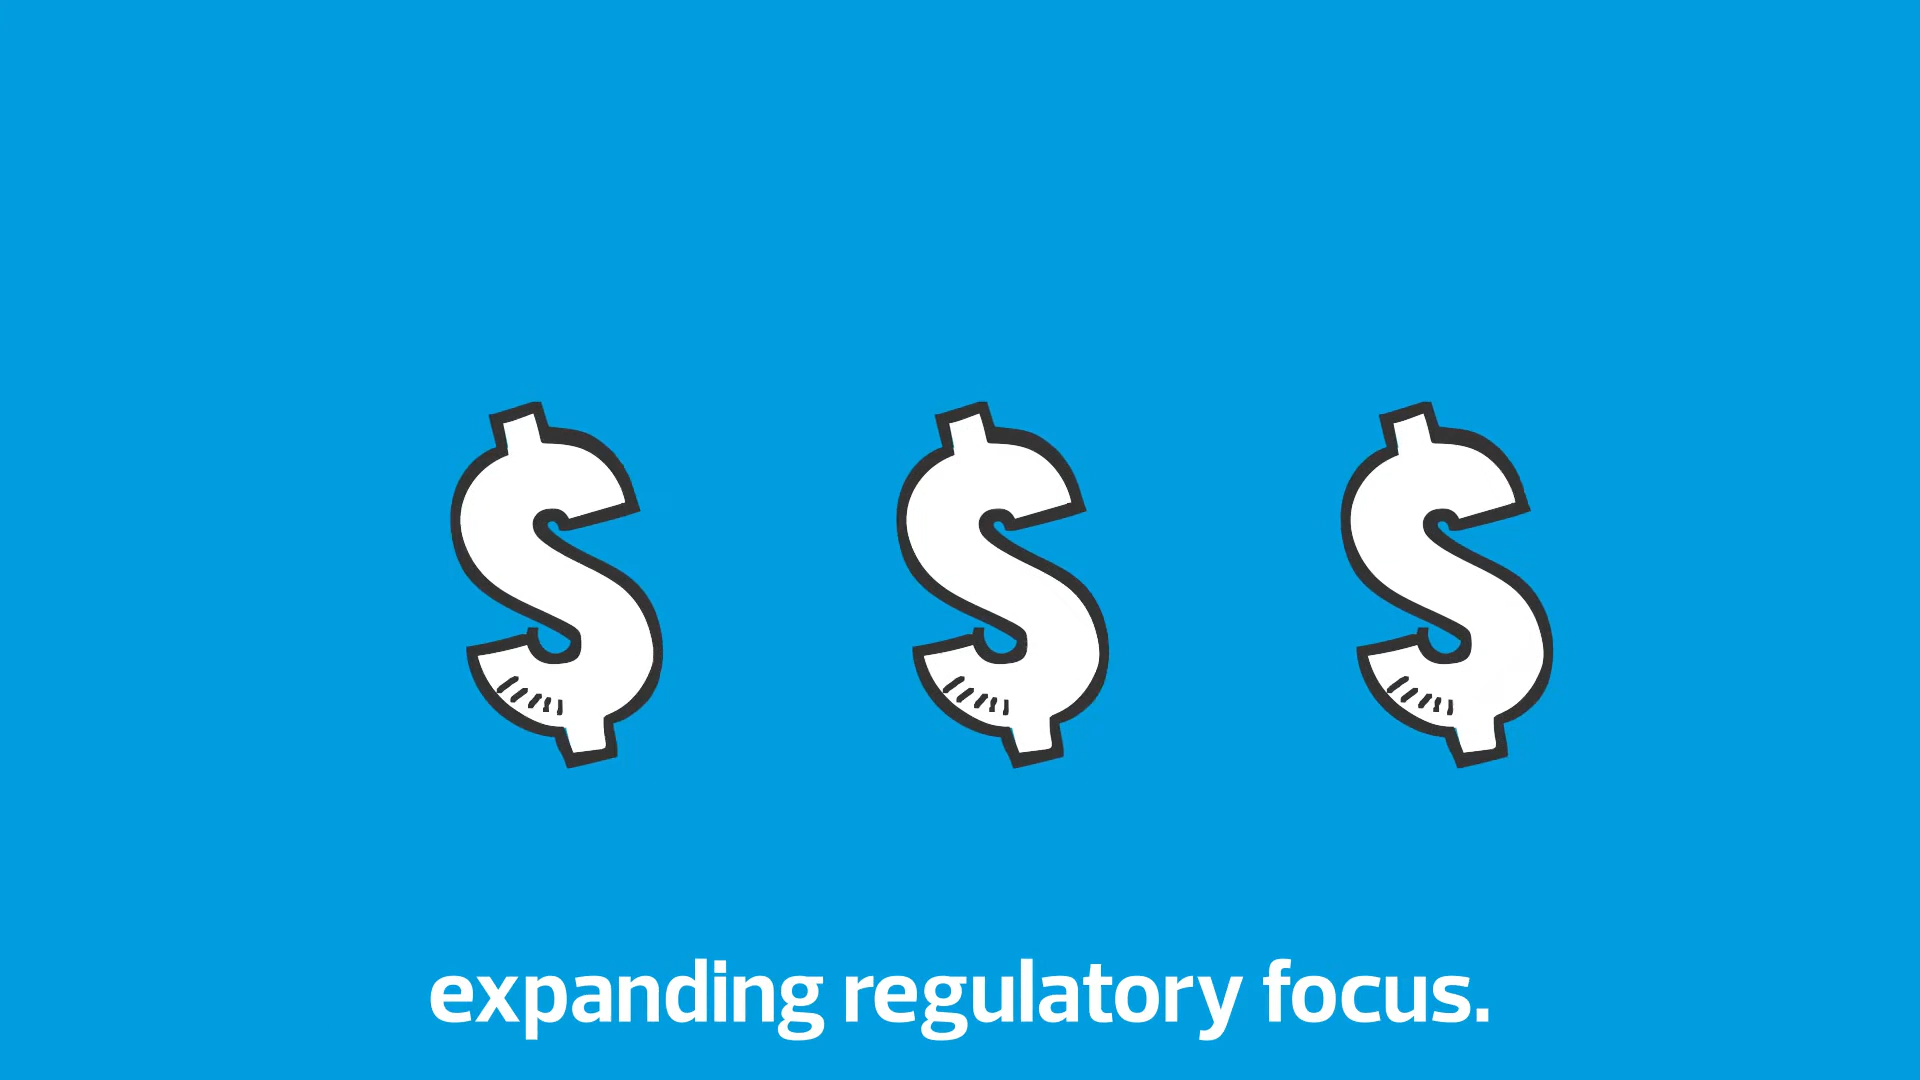 $ $ $
expanding regulatory focus.